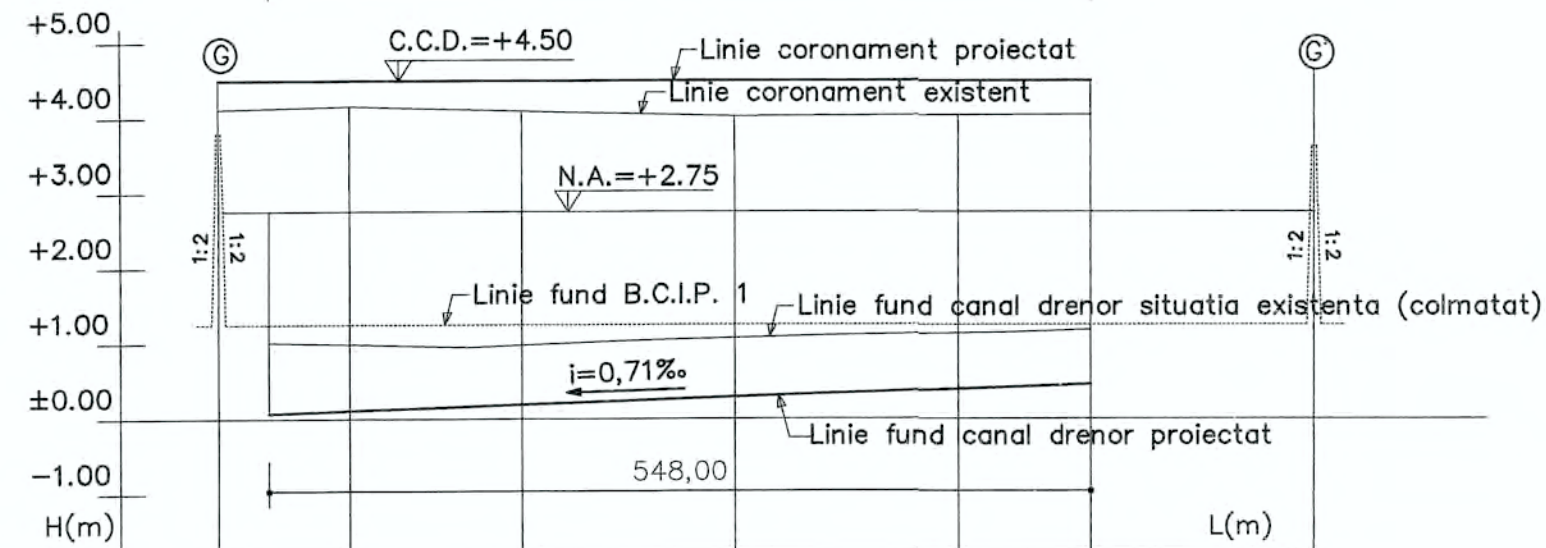 +5.00
G
C.C.D.=+4.50
Linie coronament proiectat
G'
+4.00
Linie coronament existent
+3.00
N.A.=+2.75
+2.00
1:2
1:2
1:2
1:2
Linie fund B.C.I.P. 1
Linie fund canal drenor situatia existenta (colmatat)
+1.00
i=0,71‰
±0.00
Linie fund canal drenor proiectat
-1.00
548,00
H(m)
L(m)